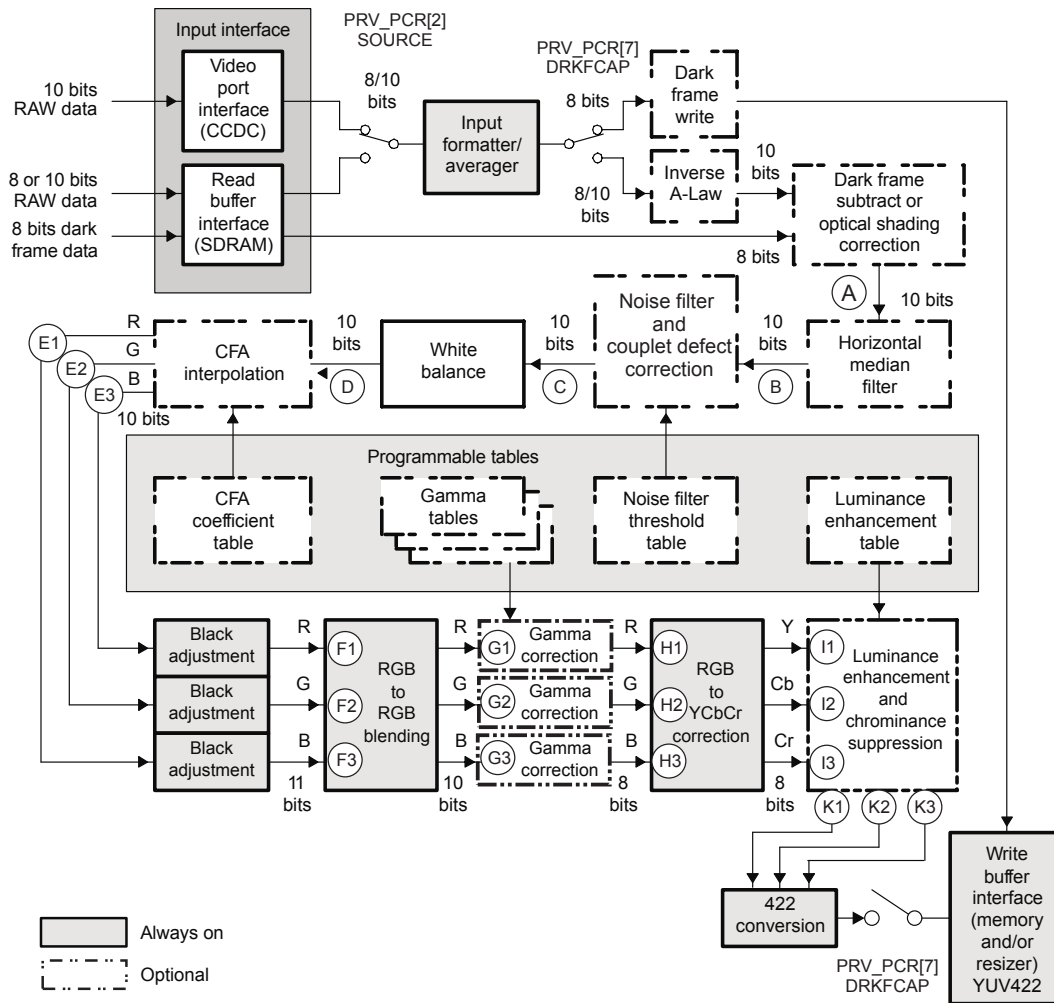 Input interface
PRV_PCR[2]
SOURCE
PRV_PCR[7]
DRKFCAP
Video
port
interface
(CCDC)
10 bits
RAW data
8/10
bits
Input
formatter/
averager
8 bits
Dark
frame
write
8 or 10 bits
RAW data
8 bits dark
frame data
Read
buffer
interface
(SDRAM)
8/10
bits
Inverse
A-Law
10
bits
Dark frame
subtract or
optical shading
correction
8 bits
A
10 bits
E1
E2
E3
R
G
B
10 bits
CFA
interpolation
10
bits
D
White
balance
10
bits
C
Noise filter
and
couplet defect
correction
10
bits
B
Horizontal
median
filter
Programmable tables
CFA
coefficient
table
Gamma
tables
Noise filter
threshold
table
Luminance
enhancement
table
Black
adjustment
Black
adjustment
Black
adjustment
R
G
B
11
bits
F1
F2
F3
RGB
to
RGB
blending
R
G
B
10
bits
G1
Gamma
correction
G2
Gamma
correction
G3
Gamma
correction
R
G
B
8
bits
H1
H2
H3
RGB
to
YCbCr
correction
Y
Cb
Cr
8
bits
I1
I2
I3
Luminance
enhancement
and
chrominance
suppression
K1
K2
K3
422
conversion
PRV_PCR[7]
DRKFCAP
Write
buffer
interface
(memory
and/or
resizer)
YUV422
Always on
Optional